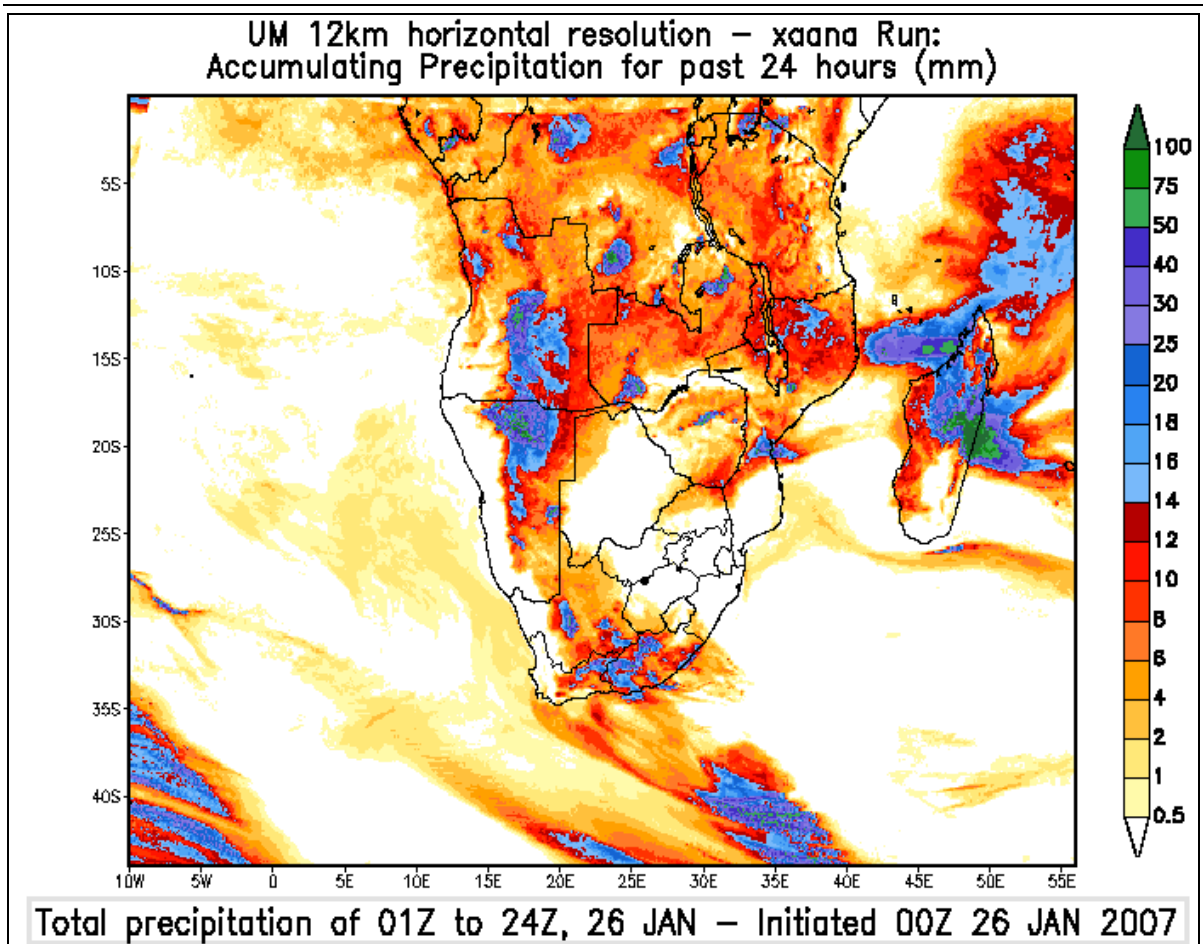 UM 12km horizontal resolution – xaana Run:
Accumulating Precipitation for past 24 hours (mm)
100
75
50
40
30
25
20
18
16
14
12
10
8
6
4
2
1
0.5
5S
10S
15S
20S
25S
30S
35S
40S
10W 5W 0 5E 10E 15E 20E 25E 30E 35E 40E 45E 50E 55E
Total precipitation of 01Z to 24Z, 26 JAN – Initiated 00Z 26 JAN 2007